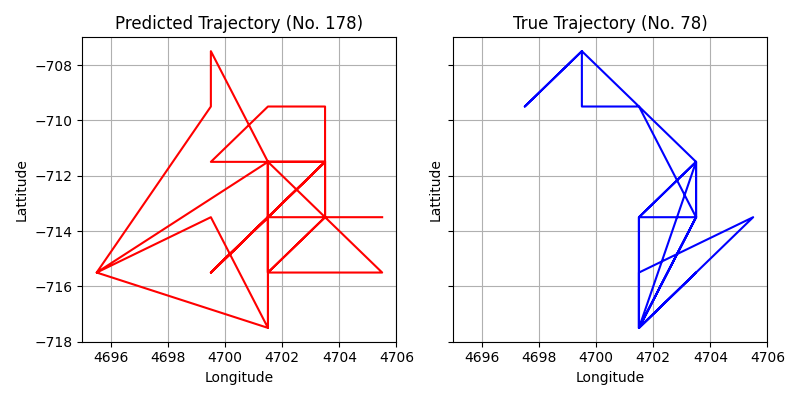 Predicted Trajectory (No. 178)
True Trajectory (No. 78)
−708
−710
−712
−714
−716
−718
Lattitude
Lattitude
4696 4698 4700 4702 4704 4706
4696 4698 4700 4702 4704 4706
Longitude
Longitude